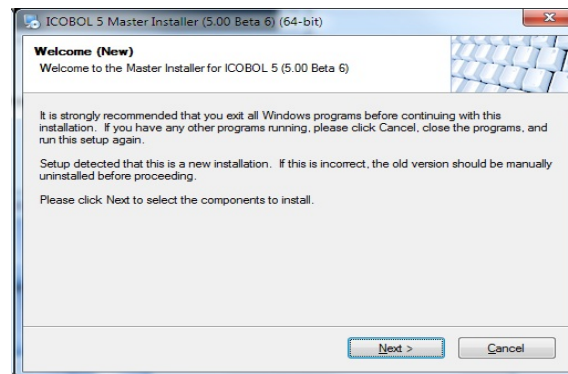 ICOBOL 5 Master Installer (5.00 Beta 6) (64-bit)
Welcome (New)
Welcome to the Master Installer for ICOBOL 5 (5.00 Beta 6)
It is strongly recommended that you exit all Windows programs before continuing with this
installation. If you have any other programs running, please click Cancel, close the programs, and
run this setup again.
Setup detected that this is a new installation. If this is incorrect, the old version should be manually
uninstalled before proceeding.
Please click Next to select the components to install.
Next >
Cancel